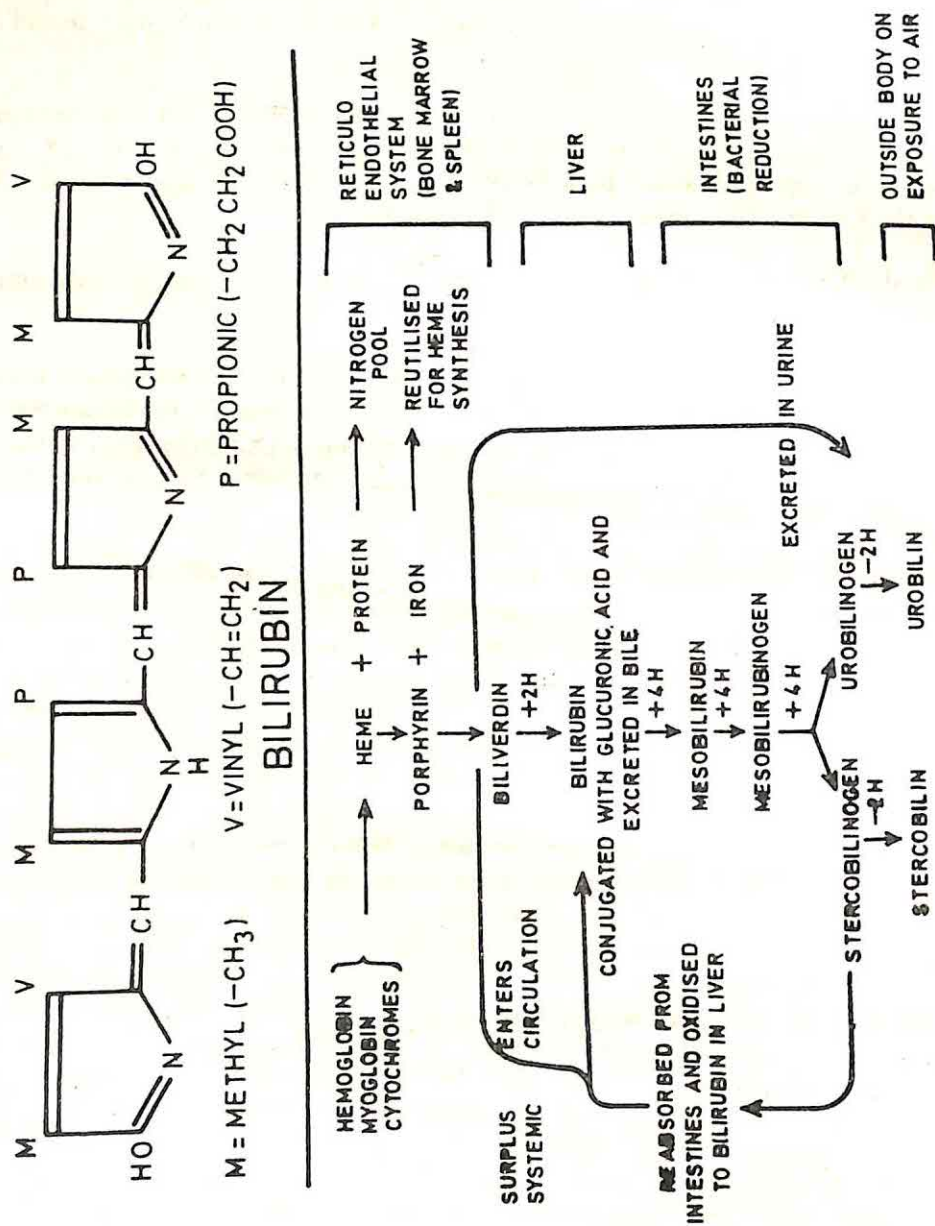 M V M P P M M V
HO N CH N H CH N CH N OH
M = METHYL (-CH₃) V = VINYL (-CH=CH₂) P = PROPIONIC (-CH₂ CH₂ COOH)
BILIRUBIN
HEMOGLOBIN
MYOGLOBIN
CYTOCHROMES
HEME + PROTEIN
NITROGEN
POOL
PORPHYRIN + IRON
REUTILISED
FOR HEME
SYNTHESIS
RETICULO
ENDOTHELIAL
SYSTEM
(BONE MARROW
& SPLEEN)
SURPLUS ENTERS
SYSTEMIC CIRCULATION
BILIVERDIN
+2H
BILIRUBIN
CONJUGATED WITH GLUCURONIC ACID AND
EXCRETED IN BILE
LIVER
+4H
MESOBILIRUBIN
+4H
MESOBILIRUBINOGEN
+4H
INTESTINES
(BACTERIAL
REDUCTION)
REABSORBED FROM
INTESTINES AND OXIDISED
TO BILIRUBIN IN LIVER
EXCRETED IN URINE
STERCOBILINOGEN UROBILINOGEN
-2H -2H
STERCOBILIN UROBILIN
OUTSIDE BODY ON
EXPOSURE TO AIR